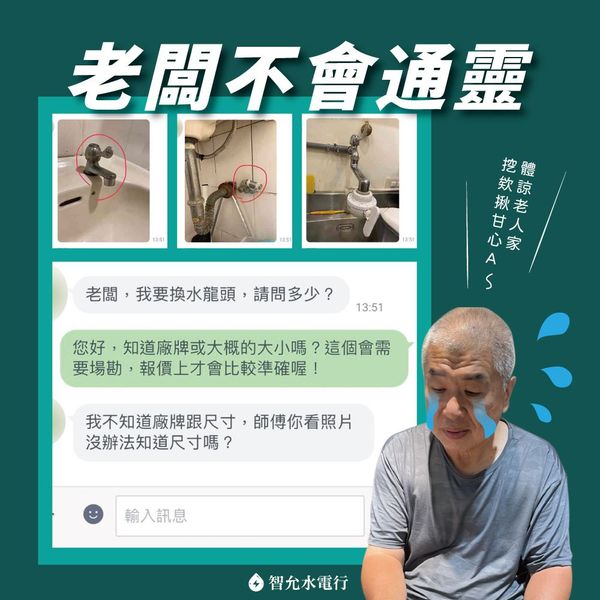 老闆不會通靈
體諒老人家
挖欸揪甘心A～
13:51
13:51
13:51
老闆，我要換水龍頭，請問多少？
13:51
您好，知道廠牌或大概的大小嗎？這個會需
要場勘，報價上才會比較準確喔！
我不知道廠牌跟尺寸，師傅你看照片
沒辦法知道尺寸嗎？
輸入訊息
智允水電行